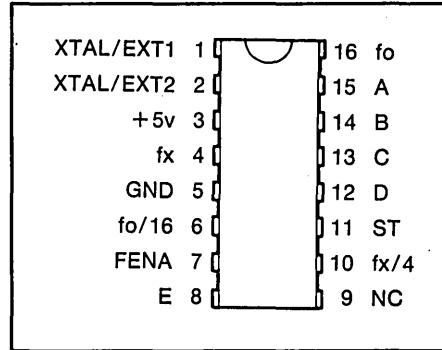 XTAL/EXT1 1 16 fo
XTAL/EXT2 2 15 A
+5v 3 14 B
fx 4 13 C
GND 5 12 D
fo/16 6 11 ST
FENA 7 10 fx/4
E 8 9 NC